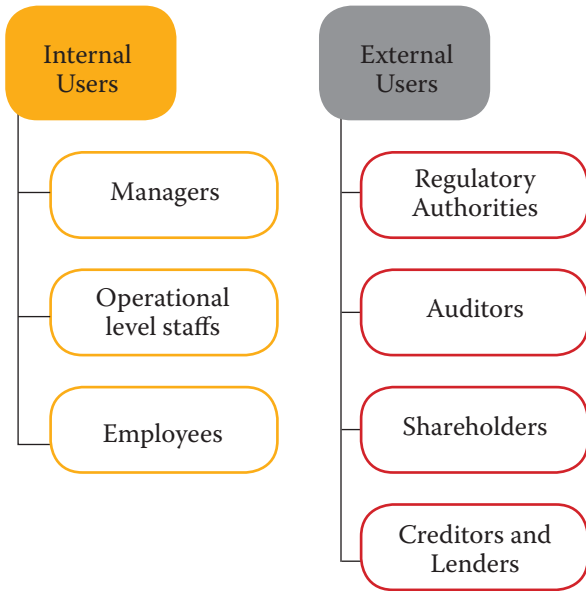 Internal
Users
Managers
Operational
level staffs
Employees
External
Users
Regulatory
Authorities
Auditors
Shareholders
Creditors and
Lenders